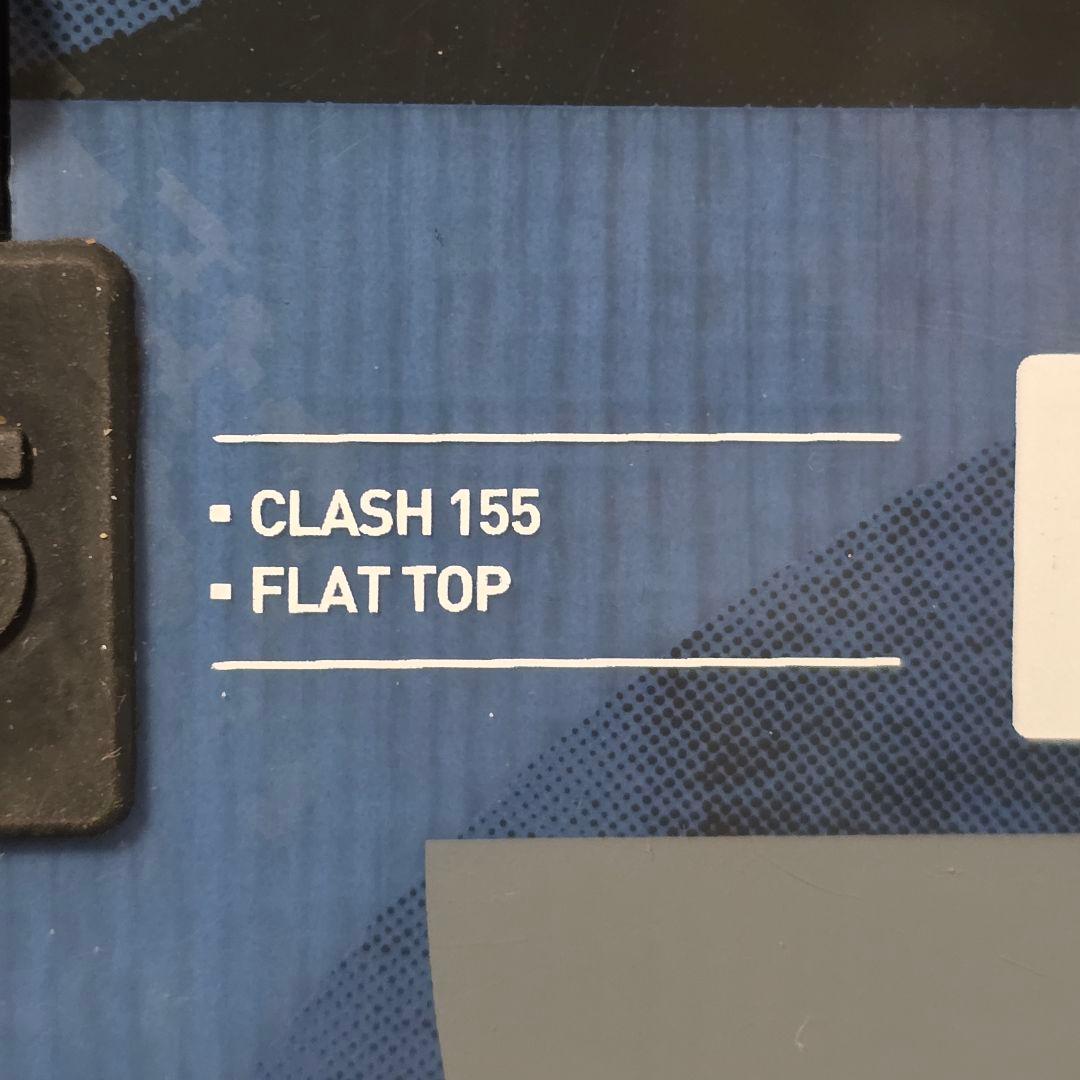 ▪ CLASH 155
▪ FLAT TOP